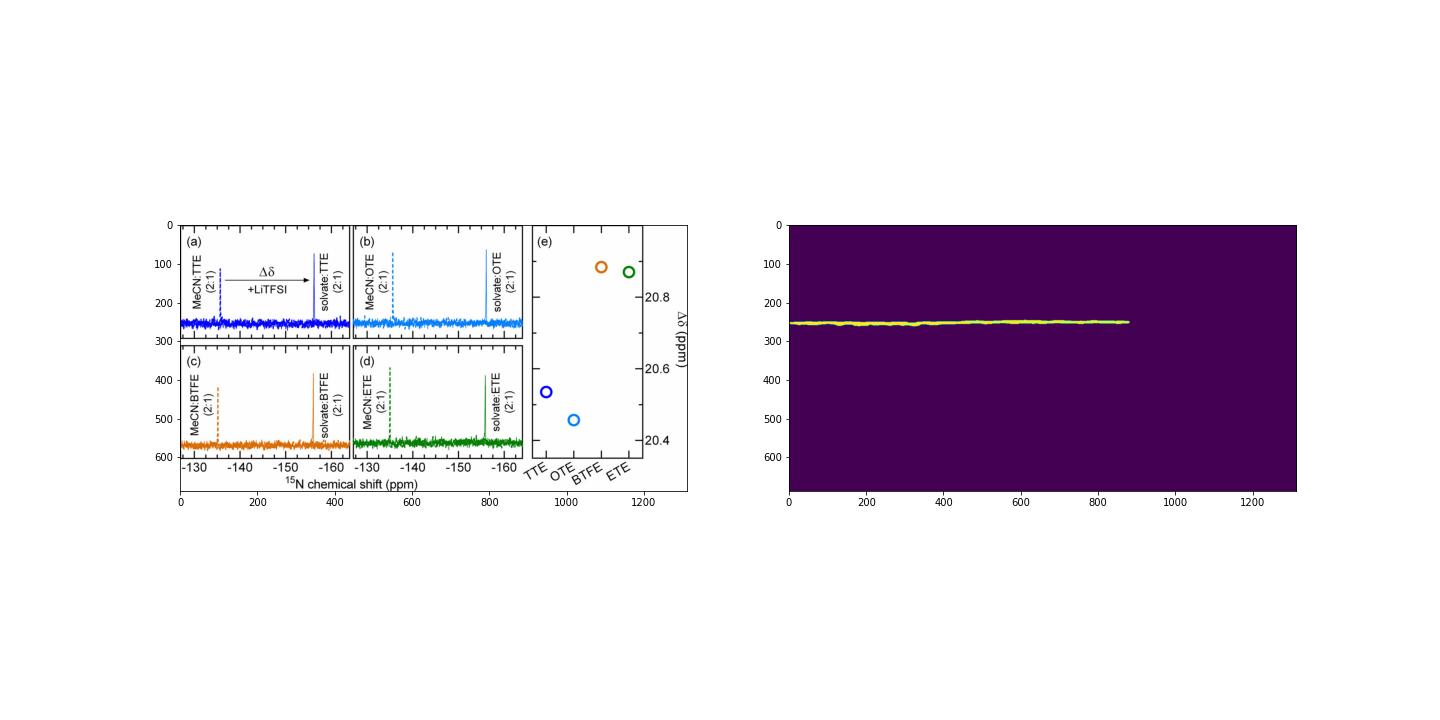 (a)
MeCN:TTE
(2:1)
Δδ
+LiTFSI
solvate:TTE
(2:1)
(b)
MeCN:OTE
(2:1)
solvate:OTE
(2:1)
(c)
MeCN:BTFE
(2:1)
solvate:BTFE
(2:1)
(d)
MeCN:ETE
(2:1)
solvate:ETE
(2:1)
-130 -140 -150 -160 -130 -140 -150 -160
15N chemical shift (ppm)
(e)
20.8
20.6
20.4
Δδ (ppm)
TTE OTE BTFE ETE
0
100
200
300
400
500
600
0 200 400 600 800 1000 1200
0
100
200
300
400
500
600
0 200 400 600 800 1000 1200